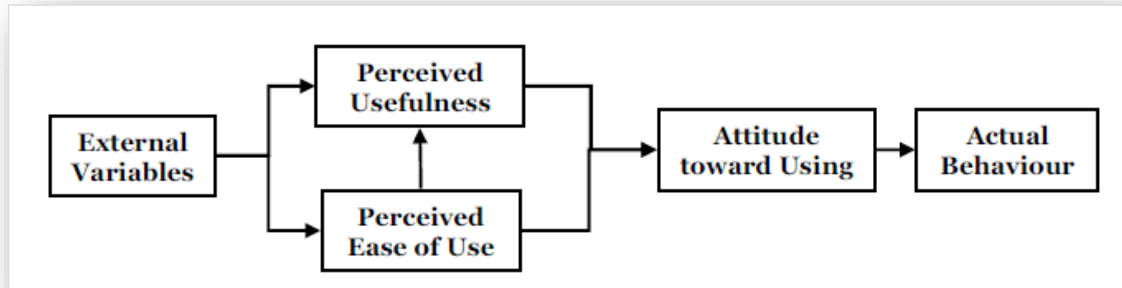 External
Variables
Perceived
Usefulness
Perceived
Ease of Use
Attitude
toward Using
Actual
Behaviour